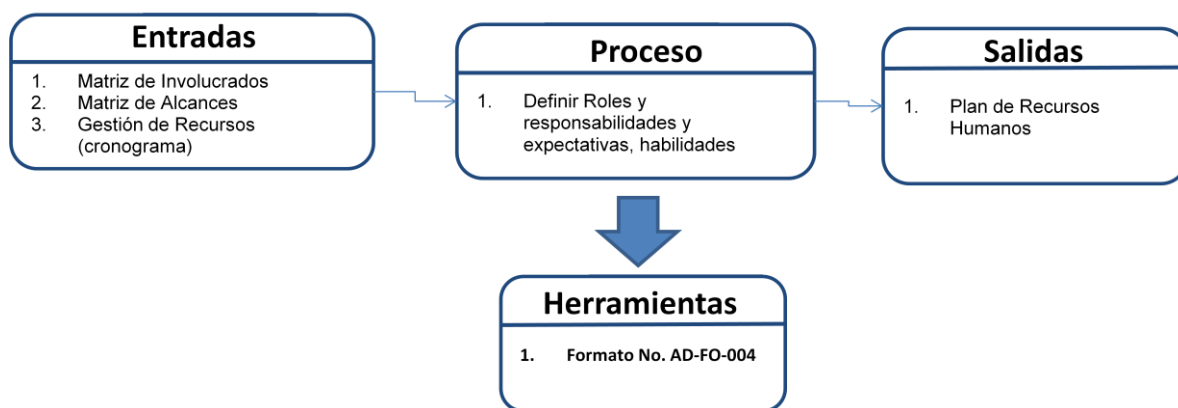 Entradas
1. Matriz de Involucrados
2. Matriz de Alcances
3. Gestión de Recursos
(cronograma)
Proceso
1. Definir Roles y
responsabilidades y
expectativas, habilidades
Salidas
1. Plan de Recursos
Humanos
Herramientas
1. Formato No. AD-FO-004